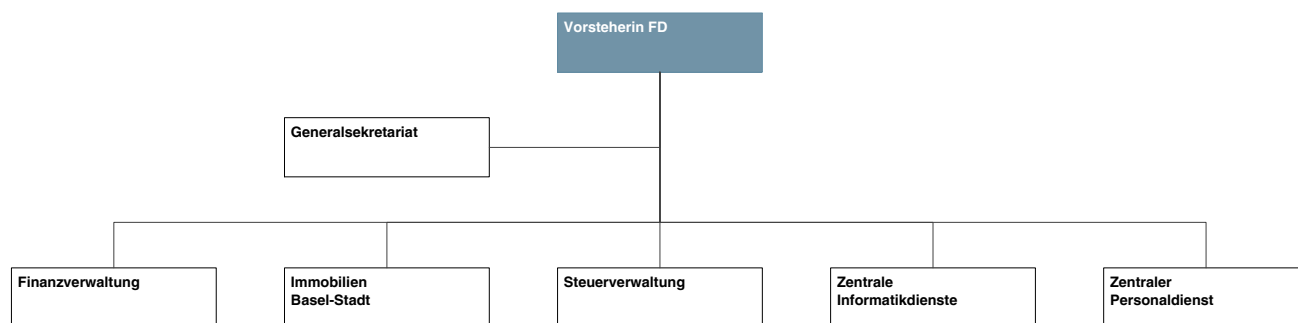 Vorsteherin FD
Generalsekretariat
Finanzverwaltung
Immobilien
Basel-Stadt
Steuerverwaltung
Zentrale
Informatikdienste
Zentraler
Personaldienst